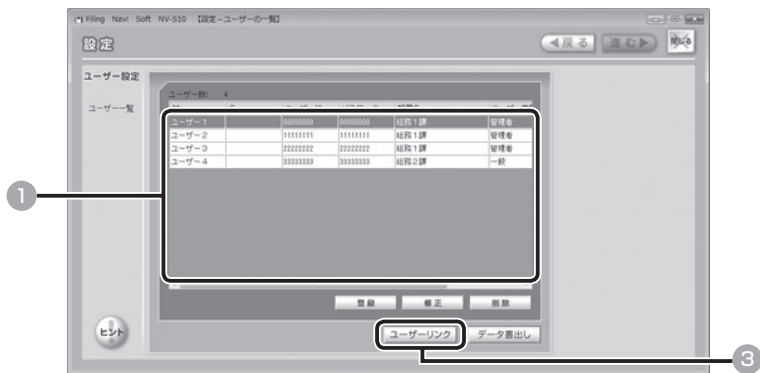 Filing Navi Soft NV-S10 【設定-ユーザーの一覧】
設定
戻る 進む 閉じる
ユーザー設定
ユーザー一覧
ユーザー数: 4
ユーザー1 00000000 00000000 総務1課 管理者
ユーザー2 11111111 11111111 総務1課 管理者
ユーザー3 22222222 22222222 総務1課 管理者
ユーザー4 33333333 33333333 総務2課 一般
1
登録 修正 削除
ヒント
ユーザーリンク データ書出し
3